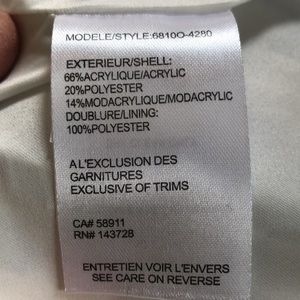 MODELE/STYLE:6810O-4280
EXTERIEUR/SHELL:
66%ACRYLIQUE/ACRYLIC
20%POLYESTER
14%MODACRYLIQUE/MODACRYLIC
DOUBLURE/LINING:
100%POLYESTER
A L'EXCLUSION DES
GARNITURES
EXCLUSIVE OF TRIMS
CA# 58911
RN# 143728
ENTRETIEN VOIR L'ENVERS
SEE CARE ON REVERSE